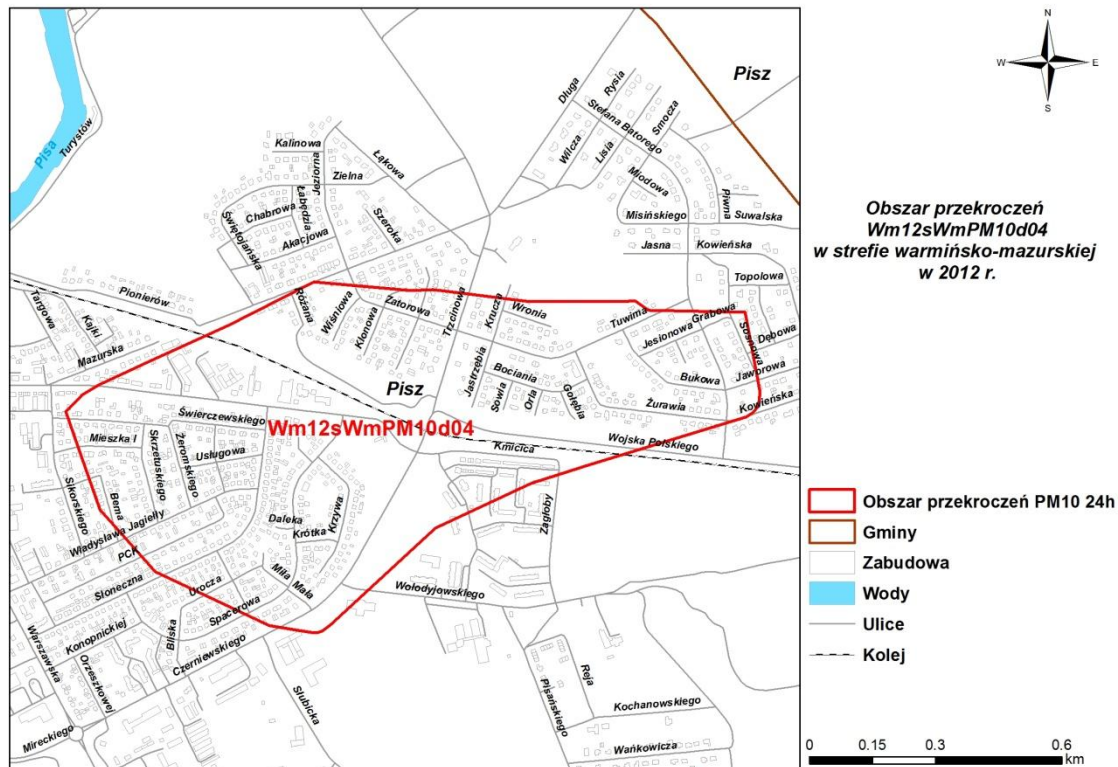 N
W
E
S
Obszar przekroczeń
Wm12sWmPM10d04
w strefie warmińsko-mazurskiej
w 2012 r.
Obszar przekroczeń PM10 24h
Gminy
Zabudowa
Wody
Ulice
Kolej
0 0.15 0.3 0.6
km
Pisz
Długa
Rysia
Stefana Batorego
Smocza
Wilcza
Lisia
Miodowa
Misińskiego
Piwna
Suwalska
Jasna
Kowieńska
Topolowa
Pisa
Turystów
Kalinowa
Jeziorna
Łąkowa
Zielna
Łabędzia
Chabrowa
Świętojańska
Szeroka
Akacjowa
Pionierów
Targowa
Kajki
Mazurska
Różana
Wiśniowa
Klonowa
Żatorowa
Trzcinowa
Krucza
Wronia
Tuwima
Jesionowa
Grabowa
Sosnowa
Dębowa
Jaworowa
Bukowa
Kowieńska
Żurawia
Jastrzębia
Bociania
Sowia
Orla
Gołębia
Pisz
Wm12sWmPM10d04
Świerczewskiego
Wojska Polskiego
Kmicica
Mieszka I
Skrzetuskiego
Żeromskiego
Usługowa
Sikorskiego
Berna
Władysława Jagiełły
Zagłoby
Daleka
Krótka
Krzywa
PCK
Słoneczna
Urocza
Miła
Mała
Wołodyjowskiego
Spacerowa
Konopnickiej
Bliska
Czerniewskiego
Warszawska
Orzeszkowej
Mireckiego
Słubicka
Pisańskiego
Reja
Kochanowskiego
Wańkowicza